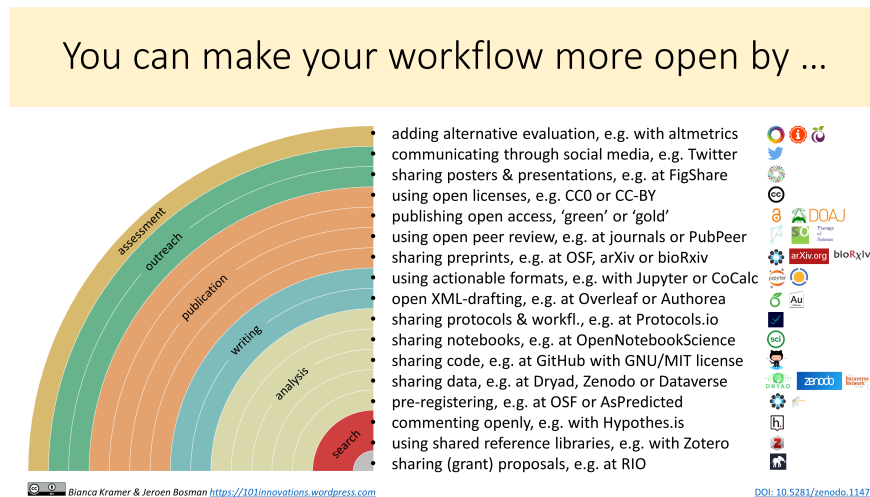 You can make your workflow more open by ...
adding alternative evaluation, e.g. with altmetrics
communicating through social media, e.g. Twitter
sharing posters & presentations, e.g. at FigShare
using open licenses, e.g. CC0 or CC-BY
publishing open access, ‘green’ or ‘gold’
using open peer review, e.g. at journals or PubPeer
sharing preprints, e.g. at OSF, arXiv or bioRxiv
using actionable formats, e.g. with Jupyter or CoCalc
open XML-drafting, e.g. at Overleaf or Authorea
sharing protocols & workfl., e.g. at Protocols.io
sharing notebooks, e.g. at OpenNotebookScience
sharing code, e.g. at GitHub with GNU/MIT license
sharing data, e.g. at Dryad, Zenodo or Dataverse
pre-registering, e.g. at OSF or AsPredicted
commenting openly, e.g. with Hypothes.is
using shared reference libraries, e.g. with Zotero
sharing (grant) proposals, e.g. at RIO
assessment
outreach
publication
writing
analysis
search
cc
DOAJ
arXiv.org bioRxiv
jupyter
Au
sci
DRYAD zenodo Dataverse Network
h.
Z
Bianca Kramer & Jeroen Bosman https://101innovations.wordpress.com
DOI: 10.5281/zenodo.1147